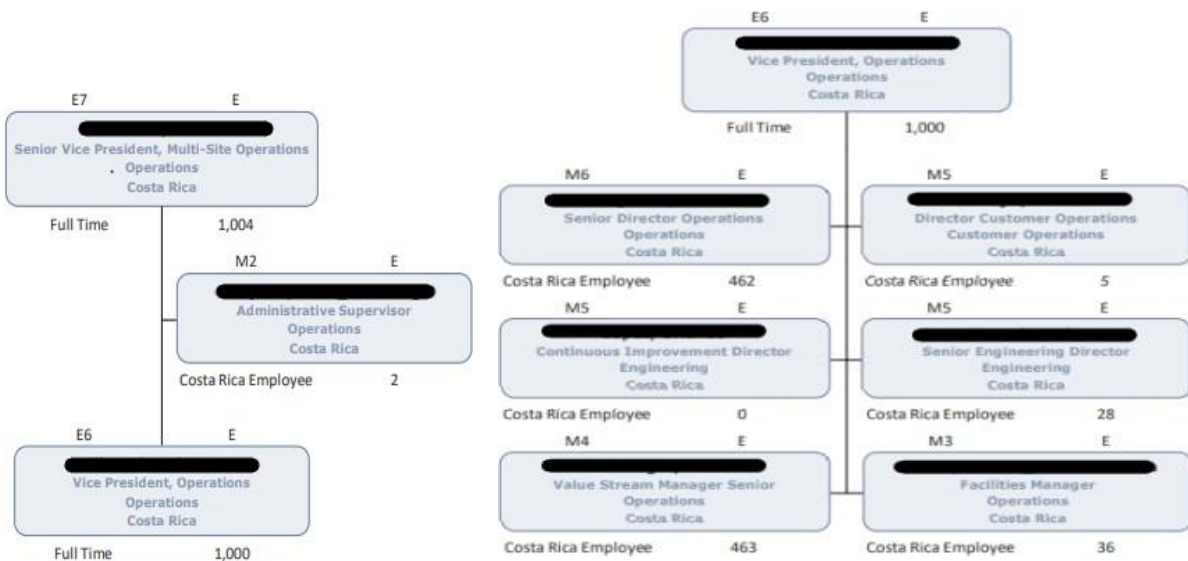 E7 E
Senior Vice President, Multi-Site Operations
Operations
Costa Rica
Full Time 1,004
M2 E
Administrative Supervisor
Operations
Costa Rica
Costa Rica Employee 2
E6 E
Vice President, Operations
Operations
Costa Rica
Full Time 1,000
E6 E
Vice President, Operations
Operations
Costa Rica
Full Time 1,000
M6 E
Senior Director Operations
Operations
Costa Rica
Costa Rica Employee 462
M5 E
Director Customer Operations
Customer Operations
Costa Rica
Costa Rica Employee 5
M5 E
Continuous Improvement Director
Engineering
Costa Rica
Costa Rica Employee 0
M5 E
Senior Engineering Director
Engineering
Costa Rica
Costa Rica Employee 28
M4 E
Value Stream Manager Senior
Operations
Costa Rica
Costa Rica Employee 463
M3 E
Facilities Manager
Operations
Costa Rica
Costa Rica Employee 36